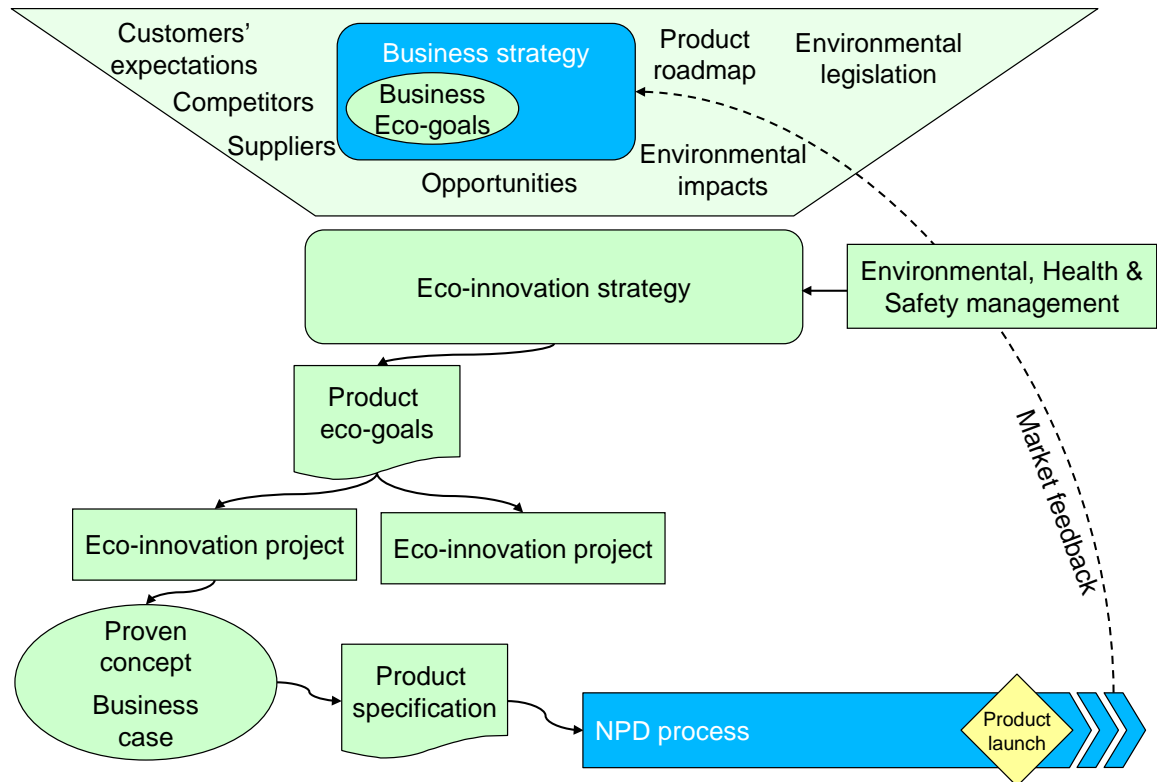 Customers’
expectations
Competitors
Suppliers
Business strategy
Business
Eco-goals
Opportunities
Product
roadmap
Environmental
impacts
Environmental
legislation
Eco-innovation strategy
Environmental, Health &
Safety management
Product
eco-goals
Market feedback
Eco-innovation project
Eco-innovation project
Proven
concept
Business
case
Product
specification
NPD process
Product
launch